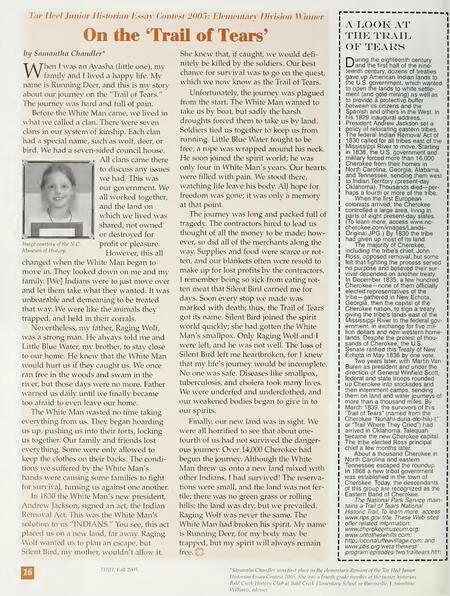 Tar Heel Junior Historian Essay Contest 2005: Elementary Division Winner
On the ‘Trail of Tears’
by Samantha Chandler*
When I was an Ayasha (little one), my
family and I lived a happy life. My
name is Running Deer, and this is my story
about our journey on the “Trail of Tears.”
The journey was hard and full of pain.
Before the White Man came, we lived in
what we called a clan. There were seven
clans in our system of kinship. Each clan
had a special name, such as wolf, deer, or
bird. We had a seven-sided council house.
All clans came there
to discuss any issues
we had. This was
our government. We
all worked together,
and the land on
which we lived was
shared, not owned
or destroyed for
profit or pleasure.
Image courtesy of the N.C.
Museum of History.
However, this all
changed when the White Man began to
move in. They looked down on me and my
family. [We] Indians were to just move over
and let them take what they wanted. It was
unbearable and demeaning to be treated
that way. We were like the animals they
trapped, and held in their corrals.
Nevertheless, my father, Raging Wolf,
was a strong man. He always told me and
Little Blue Water, my brother, to stay close
to our home. He knew that the White Man
would hurt us if they caught us. We once
ran free in the woods and swam in the
river, but those days were no more. Father
warned us daily until we finally became
too afraid to even leave our home.
The White Man wasted no time taking
everything from us. They began hoarding
us up, pushing us into their forts, locking
us together. Our family and friends lost
everything. Some were only allowed to
keep the clothes on their backs. The condi-
tions we suffered by the White Man's
hands were causing some families to fight
for survival, turning us against one another.
In 1830 the White Man's new president,
Andrew Jackson, signed an act, the Indian
Removal Act. This was the White Man's
solution to us “INDIANS.” You see, this act
placed us on a new land, far away. Raging
Wolf wanted us to plan an escape, but
Silent Bird, my mother, wouldn't allow it.
She knew that, if caught, we would defi-
nitely be killed by the soldiers. Our best
chance for survival was to go on the quest,
which we now know as the Trail of Tears.
Unfortunately, the journey was plagued
from the start. The White Man wanted to
take us by boat, but sadly the harsh
droughts forced them to take us by land.
Soldiers tied us together to keep us from
running. Little Blue Water fought to be
free; a rope was wrapped around his neck.
He soon joined the spirit world; he was
only four in White Man's years. Our hearts
were filled with pain. We stood there,
watching life leave his body. All hope for
freedom was gone; it was only a memory
at that point.
The journey was long and packed full of
tragedy. The contractors hired to lead us
thought of all the money to be made; how-
ever, so did all of the merchants along the
way. Supplies and food were scarce or rot-
ten, and our blankets often were resold to
make up for lost profits by the contractors.
I remember being so sick from eating rot-
ten meat that Silent Bird carried me for
days. Soon every stop we made was
marked with death; thus, the Trail of Tears
got its name. Silent Bird joined the spirit
world quickly; she had gotten the White
Man's smallpox. Only Raging Wolf and I
were left, and he was not well. The loss of
Silent Bird left me heartbroken, for I knew
that my life's journey would be incomplete.
No one was safe. Diseases like smallpox,
tuberculosis, and cholera took many lives.
We were underfed and underclothed, and
our weakened bodies began to give in to
our spirits.
Finally, our new land was in sight. We
were all horrified to see that about one-
fourth of us had not survived the danger-
ous journey. Over 14,000 Cherokee had
begun the journey. Although the White
Man threw us onto a new land mixed with
other Indians, I had survived! The reserva-
tions were small, and the land was not fer-
tile; there was no green grass or rolling
hills; the land was dry, but we prevailed.
Raging Wolf was never the same. The
White Man had broken his spirit. My name
is Running Deer, for my body may be
trapped, but my spirit will always remain
free.
A LOOK AT
THE TRAIL
OF TEARS
During the eighteenth century
and the first half of the nine-
teenth century, dozens of treaties
gave up American Indian lands to
the U.S. government, which wanted
to open the lands to white settle-
ment (and gold mining) as well as
to provide a protective buffer
between its citizens and the
Spanish and others in the West. In
his 1829 inaugural address,
President Andrew Jackson set a
policy of relocating eastern tribes.
The federal Indian Removal Act of
1830 called for all tribes east of the
Mississippi River to move. Starting
in 1838, the U.S. government and
military forced more than 16,000
Cherokee from their homes in
North Carolina, Georgia, Alabama,
and Tennessee, sending them west
to Indian Territory (present-day
Oklahoma). Thousands died—per-
haps a fourth or more of the tribe.
When the first European
colonists arrived, the Cherokee
controlled a large area, living in
parts of eight present-day states.
(To learn more, access www.nc-
cherokee.com/images/Lands-
Original.JPG.) By 1830 the tribe
had given up most of its land.
The majority of Cherokee,
including the tribe's chief, John
Ross, opposed removal, but some
felt that fighting the process served
no purpose and believed their sur-
vival depended on another treaty.
In December 1835, a few hundred
Cherokee—none of them officially
elected representatives of the
tribe—gathered in New Echota,
Georgia, then the capital of the
Cherokee nation, to sign a treaty
giving the tribe's lands east of the
Mississippi River to the federal gov-
ernment, in exchange for five mil-
lion dollars and new western home-
lands. Despite the protest of thou-
sands of Cherokee, the U.S.
Senate ratified this Treaty of New
Echota in May 1836 by one vote.
Two years later, with Martin Van
Buren as president and under the
direction of General Winfield Scott,
federal and state troops rounded
up Cherokee into stockades and
then internment camps, sending
them on land and water journeys of
more than a thousand miles. By
March 1839, the survivors of this
“Trail of Tears” (named from the
Cherokee
or “Trail Where They Cried”) had
arrived in Oklahoma. Talequah
became the new Cherokee capital.
The tribe elected Ross principal
chief a few months later.
About a thousand Cherokee in
North Carolina and eastern
Tennessee escaped the roundup.
In 1868 a new tribal government
was established in the town of
Cherokee. Today, the descendants
of this group are recognized as the
Eastern Band of Cherokee.
The National Park Service main-
tains a Trail of Tears National
Historic Trail. To learn more, access
www.nps.gov/trte. These Web sites
offer related information:
www.cherokeemuseum.org;
www.untothesehills.com;
http://oconalufteevillage.com; and
www.pbs.org/weta/thewest/
program/episodes/two/trailtears.htm
16
THJH, Fall 2005
*Samantha Chandler won first place in the elementary division of the Tar Heel Junior
Historian Essay Contest 2005. She was a fourth-grade member of the junior historian
Bald Creek Elementary School at Bald Creek Elementary School in Burnsville. J. Sunshine
Williams, adviser.